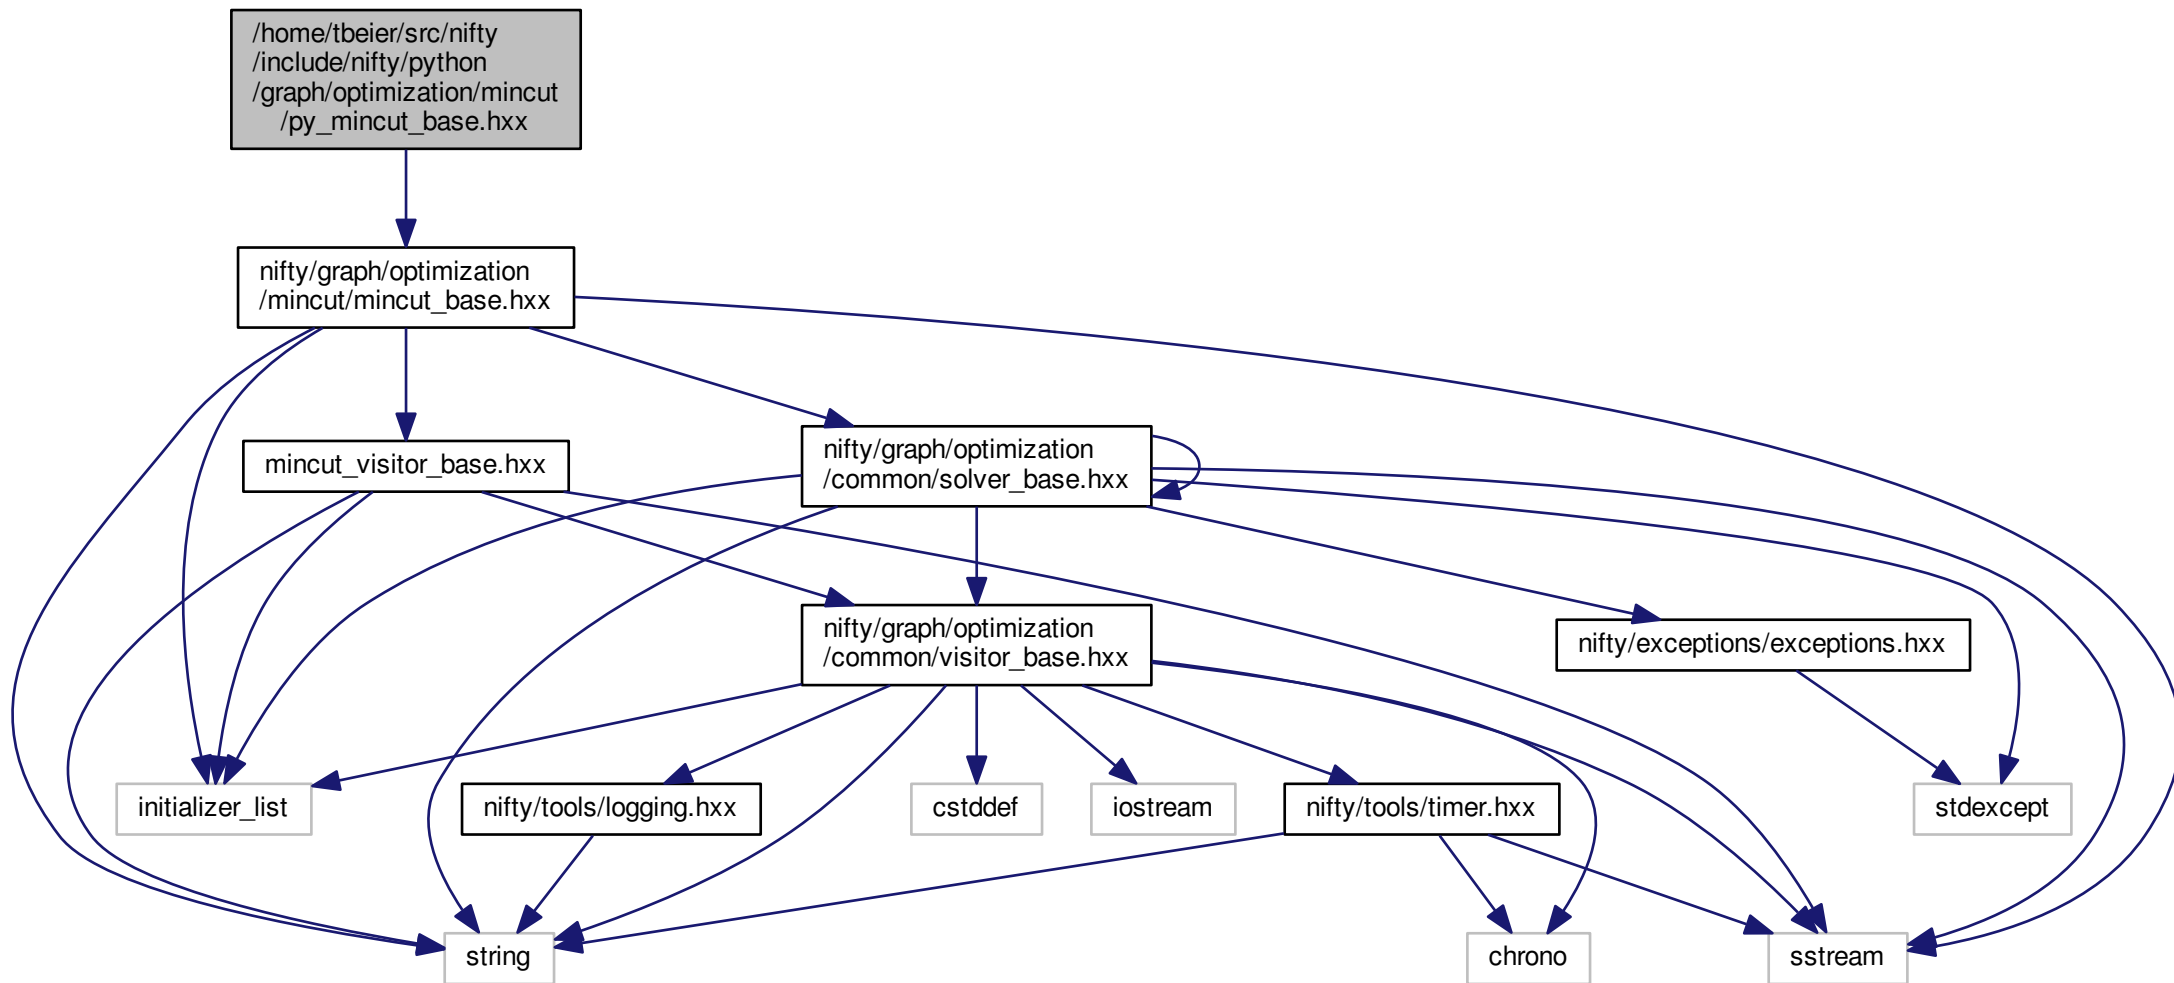 /home/tbeier/src/nifty
/include/nifty/python
/graph/optimization/mincut
/py_mincut_base.hxx
nifty/graph/optimization
/mincut/mincut_base.hxx
mincut_visitor_base.hxx
nifty/graph/optimization
/common/solver_base.hxx
nifty/graph/optimization
/common/visitor_base.hxx
nifty/exceptions/exceptions.hxx
initializer_list
nifty/tools/logging.hxx
cstddef
iostream
nifty/tools/timer.hxx
stdexcept
string
chrono
sstream